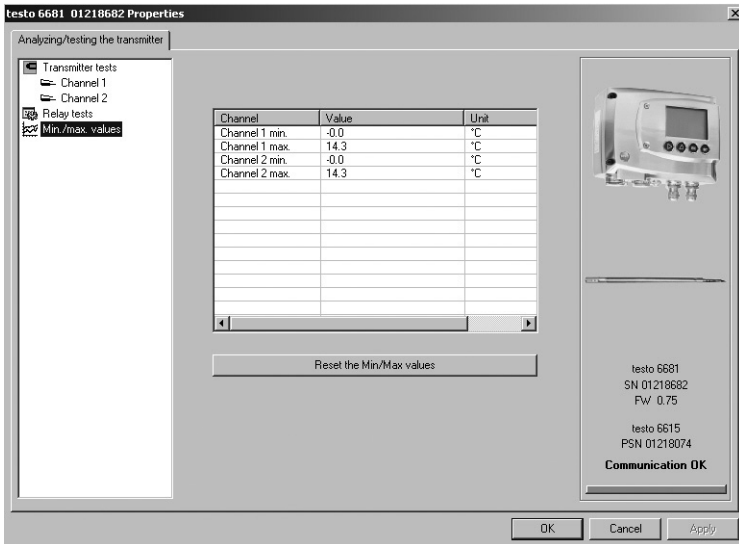 testo 6681 01218682 Properties
Analyzing/testing the transmitter
Transmitter tests
Channel 1
Channel 2
Relay tests
Min./max. values
Channel Value Unit
Channel 1 min. -0.0 °C
Channel 1 max. 14.3 °C
Channel 2 min. -0.0 °C
Channel 2 max. 14.3 °C
Reset the Min/Max values
testo 6681
SN 01218682
FW 0.75
testo 6615
PSN 01218074
Communication OK
OK Cancel Apply